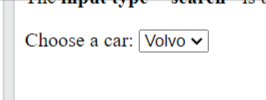 The input type="search" is u
Choose a car: Volvo